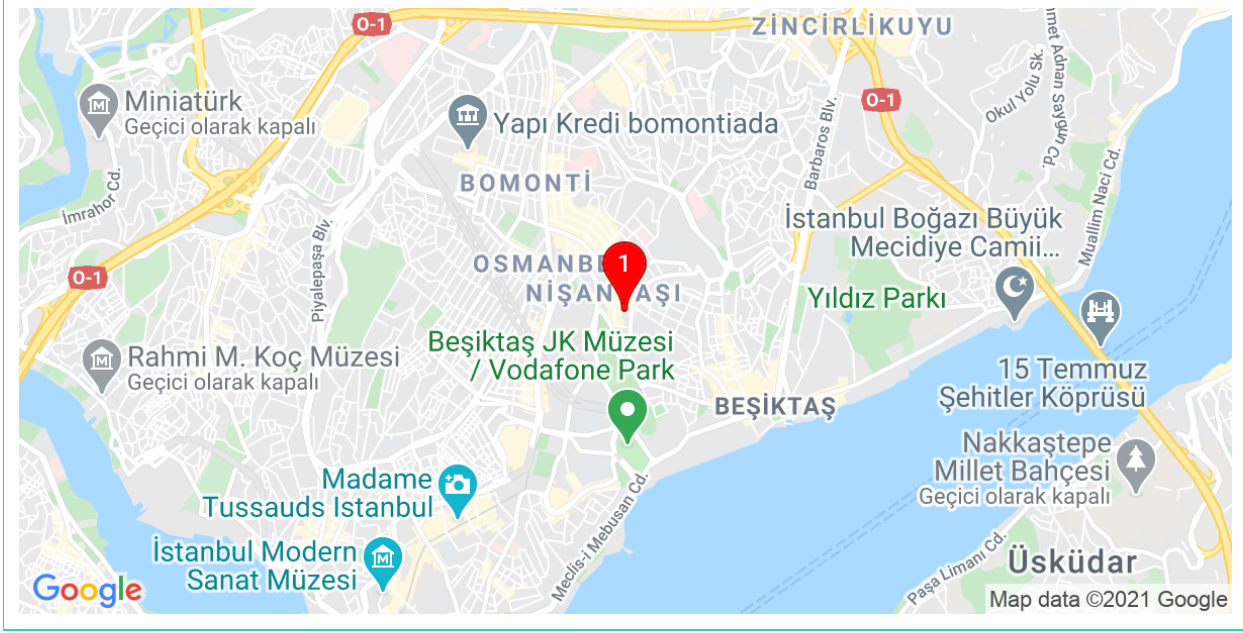 O-1
ZİNCİRLİKUYU
Miniatürk
Geçici olarak kapalı
Yapı Kredi bomontiada
O-1
Okul Yolu Sk.
met Adnan Saygun Cd.
Barbaros Blv.
BOMONTİ
İmrahor Cd.
Muallim Naci Cd.
İstanbul Boğazı Büyük
Mecidiye Camii...
Piyalepaşa Blv.
O-1
OSMANBE
1
NİŞANTAŞI
Yıldız Parkı
Beşiktaş JK Müzesi
/ Vodafone Park
Rahmi M. Koç Müzesi
Geçici olarak kapalı
15 Temmuz
Şehitler Köprüsü
BEŞİKTAŞ
Nakkaştepe
Millet Bahçesi
Geçici olarak kapalı
Madame
Tussauds Istanbul
Meclis-i Mebusan Cd.
İstanbul Modern
Sanat Müzesi
Paşa Limanı Cd.
Üsküdar
Google
Map data ©2021 Google